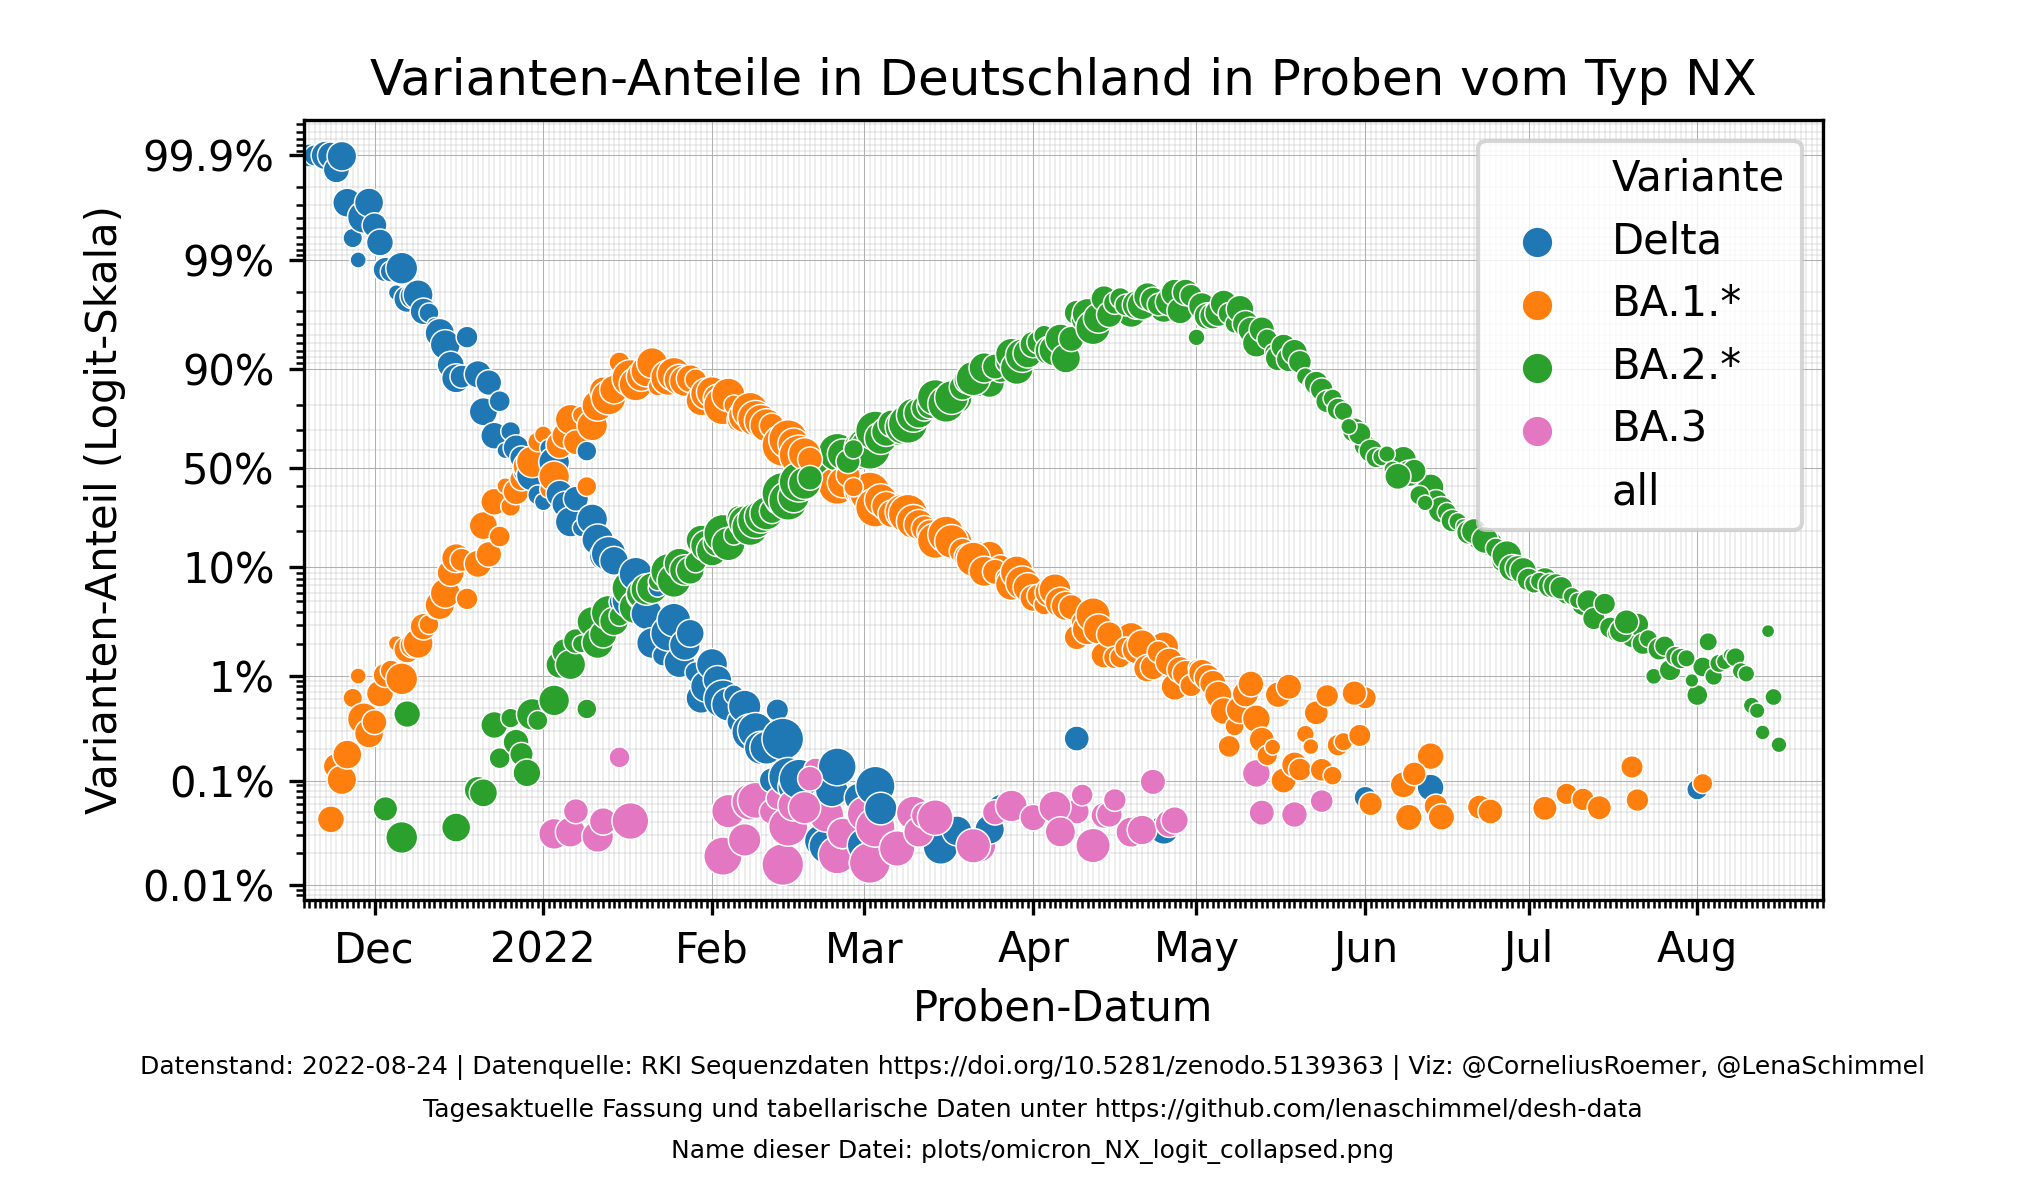 Varianten-Anteile in Deutschland in Proben vom Typ NX
Varianten-Anteil (Logit-Skala)
99.9%
99%
90%
50%
10%
1%
0.1%
0.01%
Variante
Delta
BA.1.*
BA.2.*
BA.3
all
Dec 2022 Feb Mar Apr May Jun Jul Aug
Proben-Datum
Datenstand: 2022-08-24 | Datenquelle: RKI Sequenzdaten https://doi.org/10.5281/zenodo.5139363 | Viz: @CorneliusRoemer, @LenaSchimmel
Tagesaktuelle Fassung und tabellarische Daten unter https://github.com/lenaschimmel/desh-data
Name dieser Datei: plots/omicron_NX_logit_collapsed.png